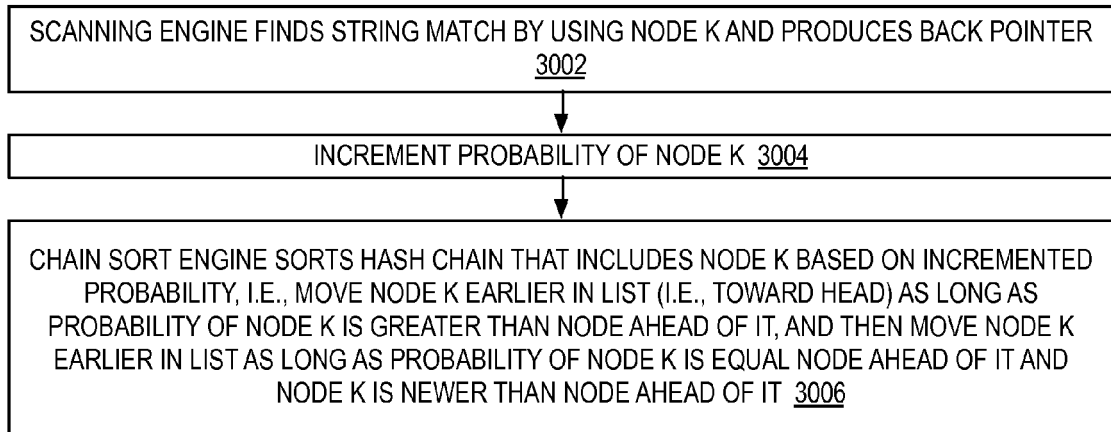 SCANNING ENGINE FINDS STRING MATCH BY USING NODE K AND PRODUCES BACK POINTER
3002
INCREMENT PROBABILITY OF NODE K 3004
CHAIN SORT ENGINE SORTS HASH CHAIN THAT INCLUDES NODE K BASED ON INCREMENTED
PROBABILITY, I.E., MOVE NODE K EARLIER IN LIST (I.E., TOWARD HEAD) AS LONG AS
PROBABILITY OF NODE K IS GREATER THAN NODE AHEAD OF IT, AND THEN MOVE NODE K
EARLIER IN LIST AS LONG AS PROBABILITY OF NODE K IS EQUAL NODE AHEAD OF IT AND
NODE K IS NEWER THAN NODE AHEAD OF IT 3006